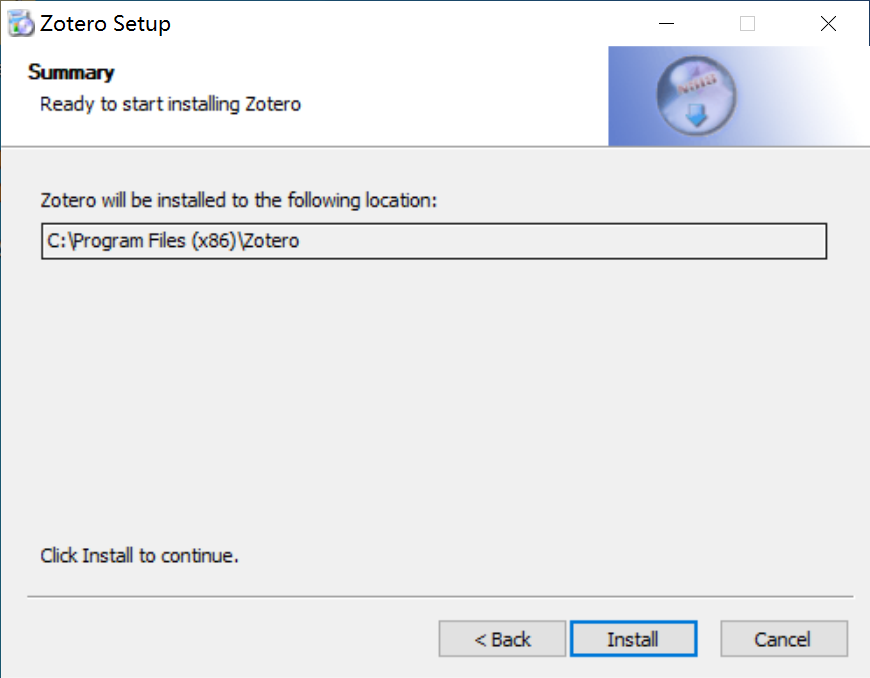 Zotero Setup
Summary
Ready to start installing Zotero
NSIS
Zotero will be installed to the following location:
C:\Program Files (x86)\Zotero
Click Install to continue.
< Back
Install
Cancel